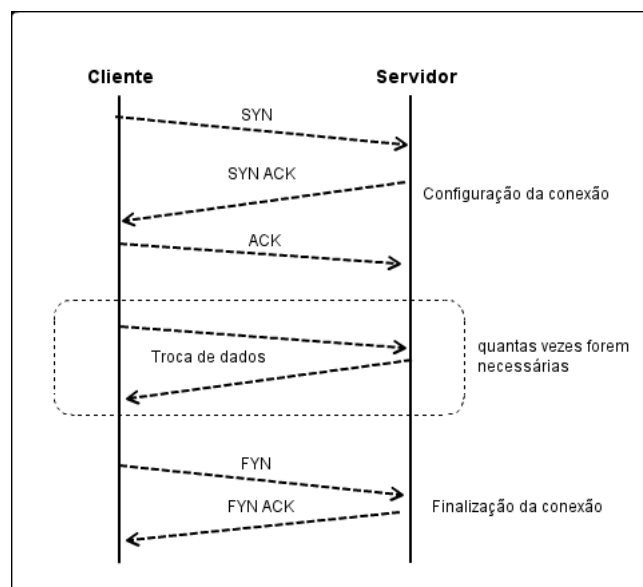 Cliente
Servidor
SYN
SYN ACK
Configuração da conexão
ACK
Troca de dados
quantas vezes forem
necessárias
FYN
FYN ACK
Finalização da conexão